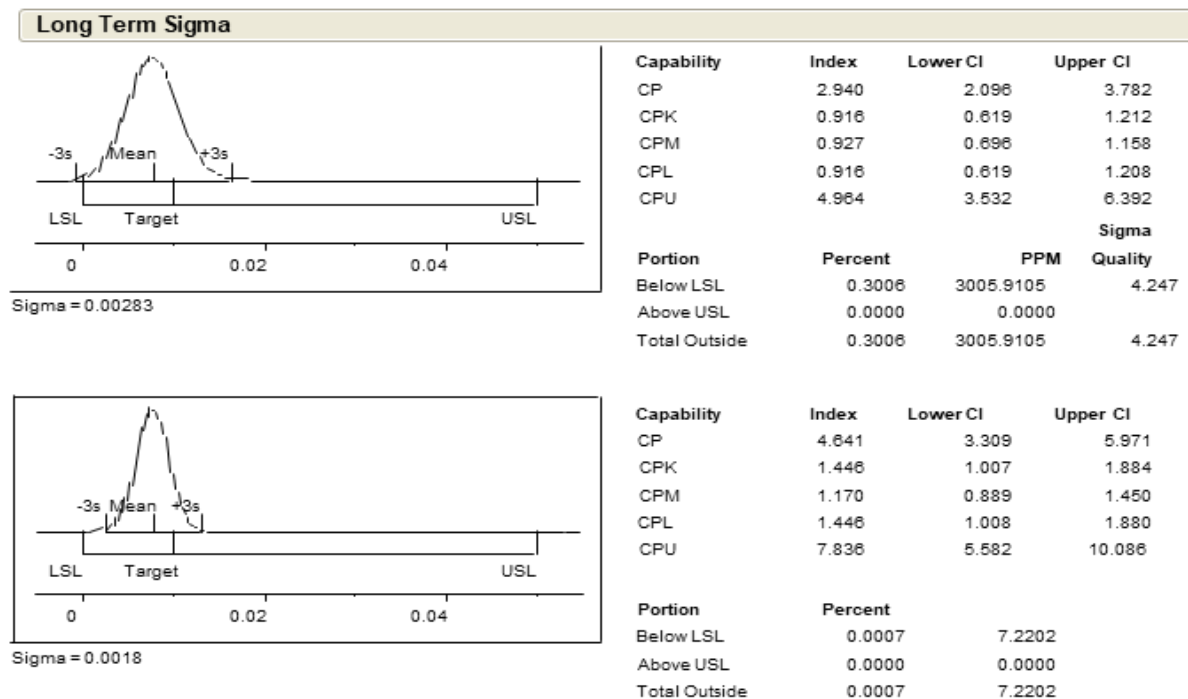 Long Term Sigma
-3s Mean +3s
LSL Target USL
0 0.02 0.04
Sigma = 0.00283
Capability Index Lower CI Upper CI
CP 2.940 2.096 3.782
CPK 0.916 0.619 1.212
CPM 0.927 0.696 1.158
CPL 0.916 0.619 1.208
CPU 4.964 3.532 6.392
Sigma
Portion Percent PPM Quality
Below LSL 0.3006 3005.9105 4.247
Above USL 0.0000 0.0000
Total Outside 0.3006 3005.9105 4.247
-3s Mean +3s
LSL Target USL
0 0.02 0.04
Sigma = 0.0018
Capability Index Lower CI Upper CI
CP 4.641 3.309 5.971
CPK 1.446 1.007 1.884
CPM 1.170 0.889 1.450
CPL 1.446 1.008 1.880
CPU 7.836 5.582 10.086
Portion Percent
Below LSL 0.0007 7.2202
Above USL 0.0000 0.0000
Total Outside 0.0007 7.2202